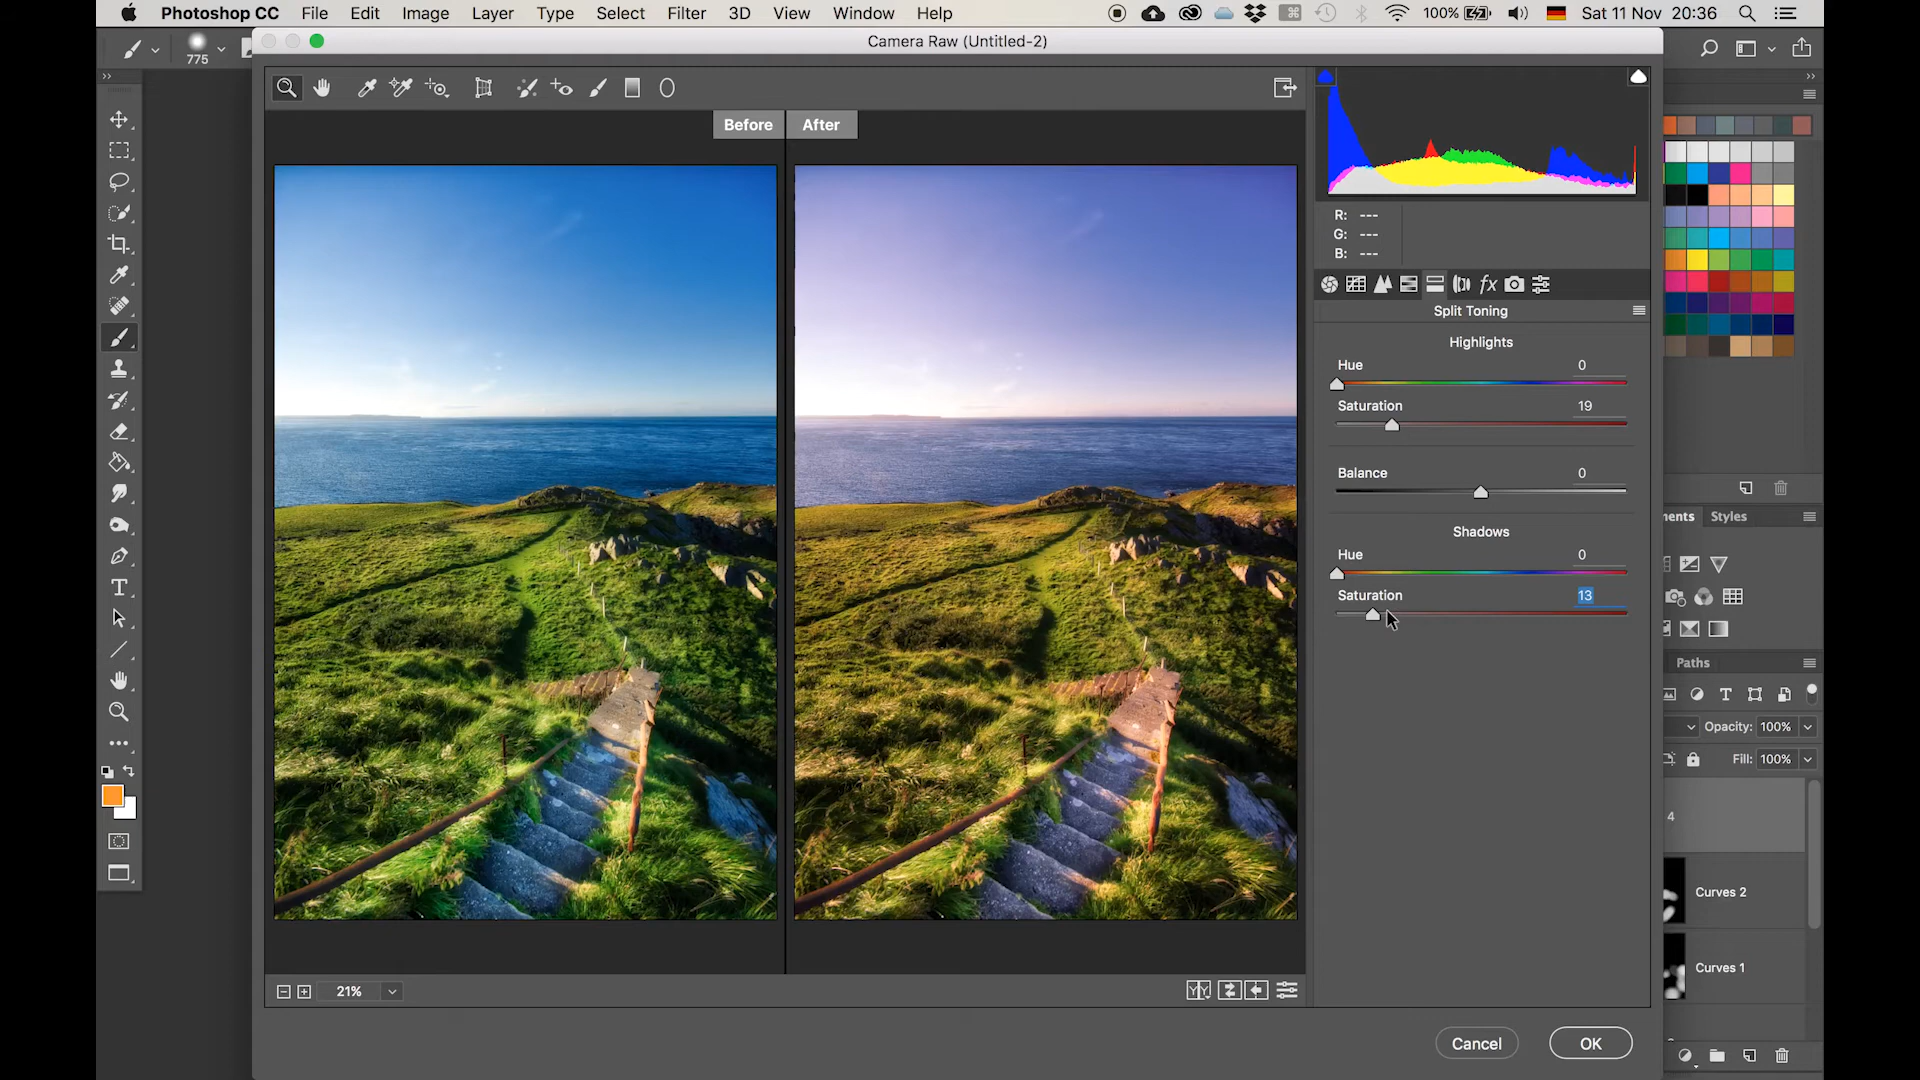 Photoshop CC File Edit Image Layer Type Select Filter 3D View Window Help 100% Sat 11 Nov 20:36
775
Camera Raw (Untitled-2)
Before After
R: ---
G: ---
B: ---
fx
Split Toning
Highlights
Hue 0
Saturation 19
Balance 0
Shadows
Hue 0
Saturation 13
Styles
Paths
Opacity: 100%
Fill: 100%
4
Curves 2
Curves 1
21%
Cancel OK